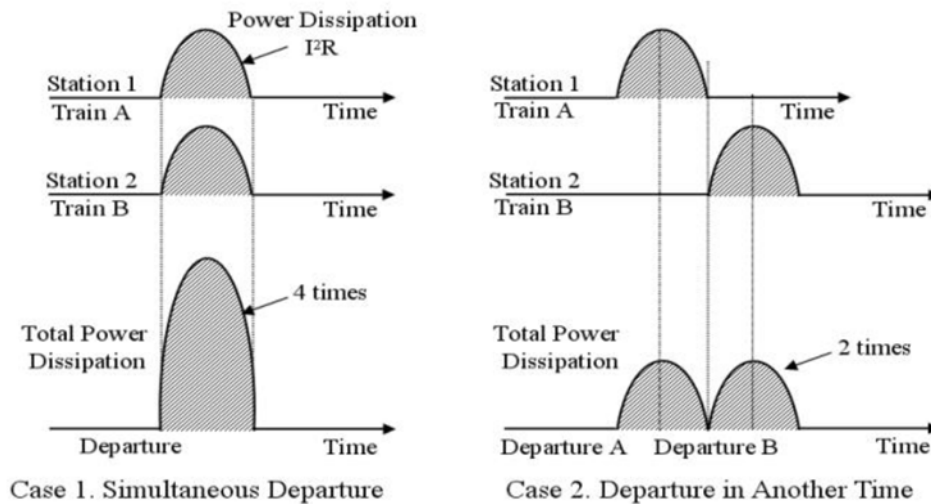 Power Dissipation
I²R
Station 1
Train A
Time
Station 2
Train B
Time
4 times
Total Power
Dissipation
Departure
Time
Case 1. Simultaneous Departure
Station 1
Train A
Time
Station 2
Train B
Time
2 times
Total Power
Dissipation
Departure A
Departure B
Time
Case 2. Departure in Another Time